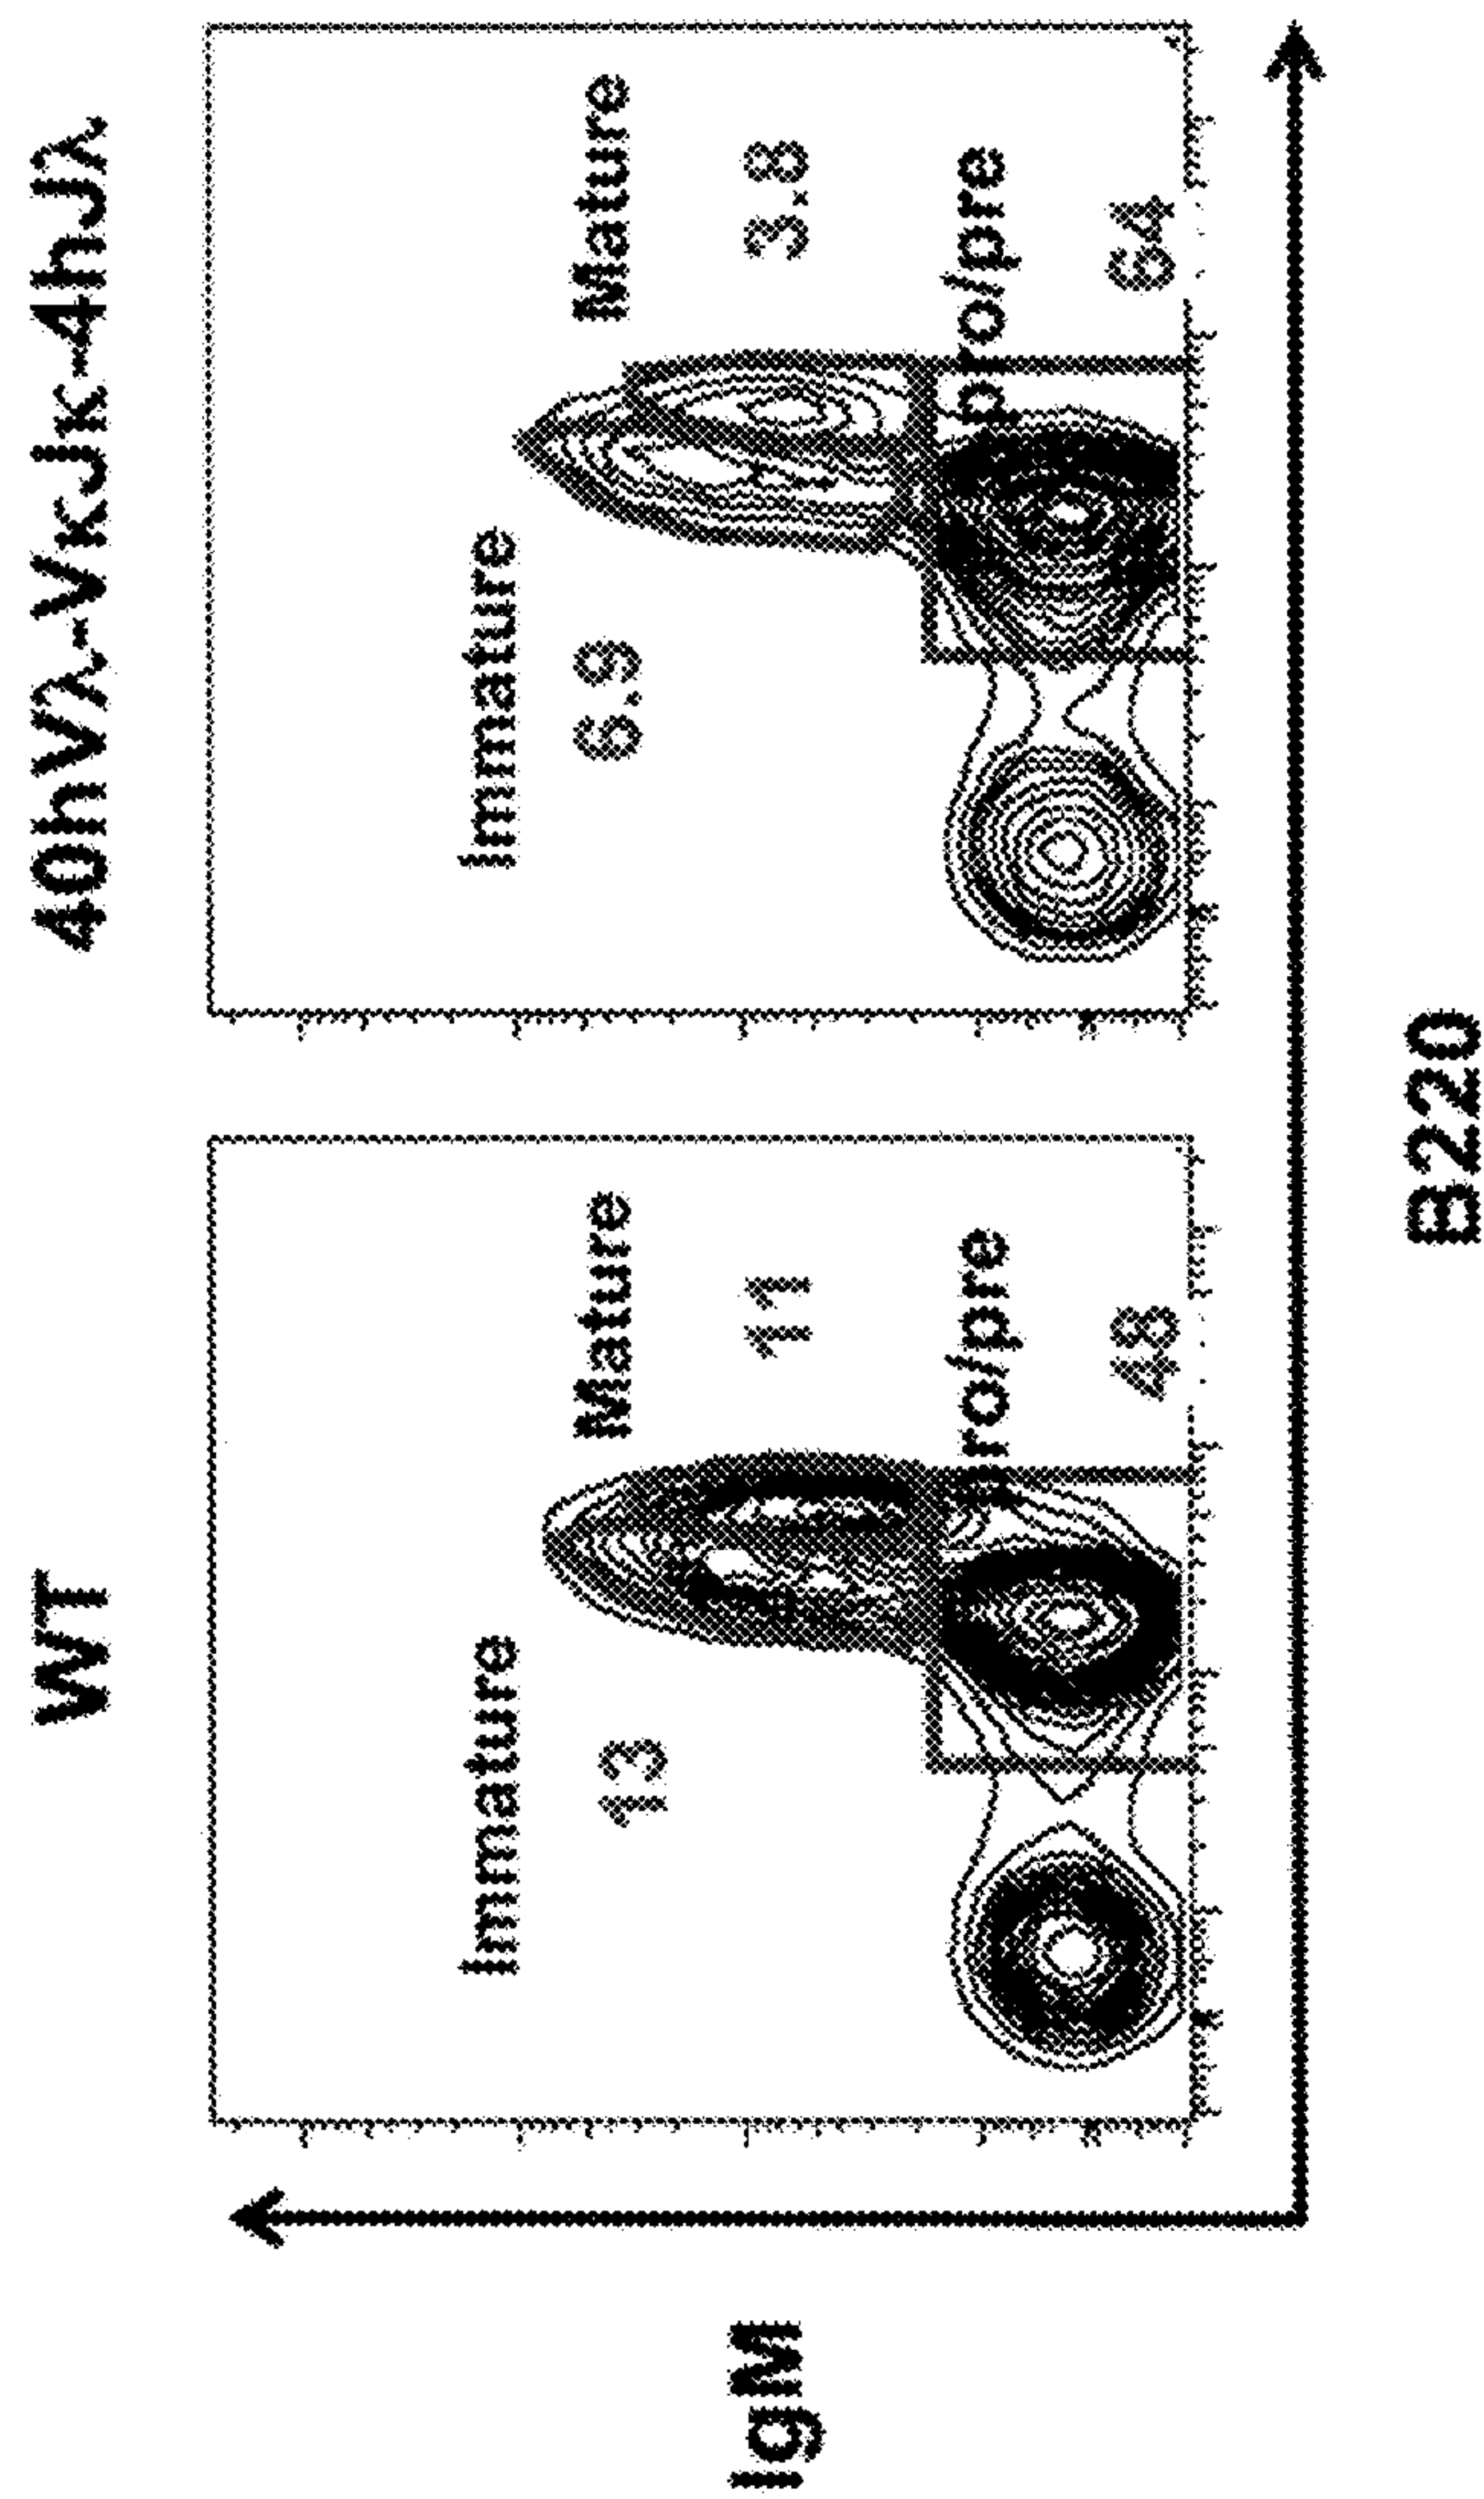 WT
40hVλ-VκJκ-4hJλ
immature
13
Mature
11
pro/pre
48
immature
6.9
Mature
3.8
pro/pre
64
IgM
B220